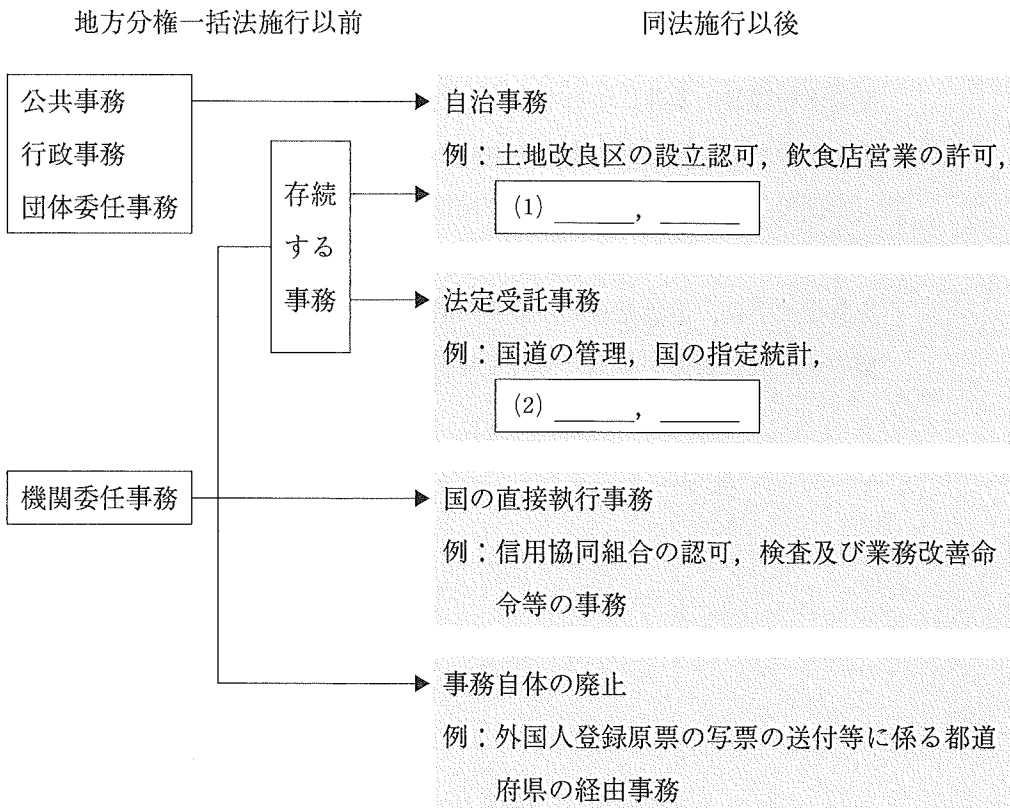 地方分権一括法施行以前
同法施行以後
公共事務
行政事務
団体委任事務
存続
する
事務
自治事務
例：土地改良区の設立認可，飲食店営業の許可，
(1) ______，______
法定受託事務
例：国道の管理，国の指定統計，
(2) ______，______
機関委任事務
国の直接執行事務
例：信用協同組合の認可，検査及び業務改善命
令等の事務
事務自体の廃止
例：外国人登録原票の写票の送付等に係る都道
府県の経由事務